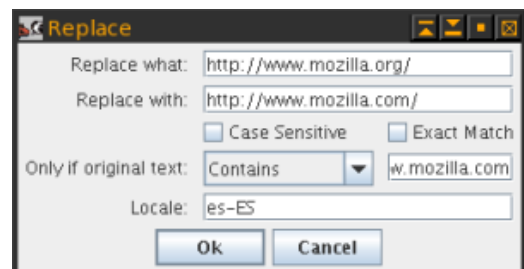 Replace
Replace what: http://www.mozilla.org/
Replace with: http://www.mozilla.com/
Case Sensitive Exact Match
Only if original text: Contains w.mozilla.com
Locale: es-ES
Ok Cancel